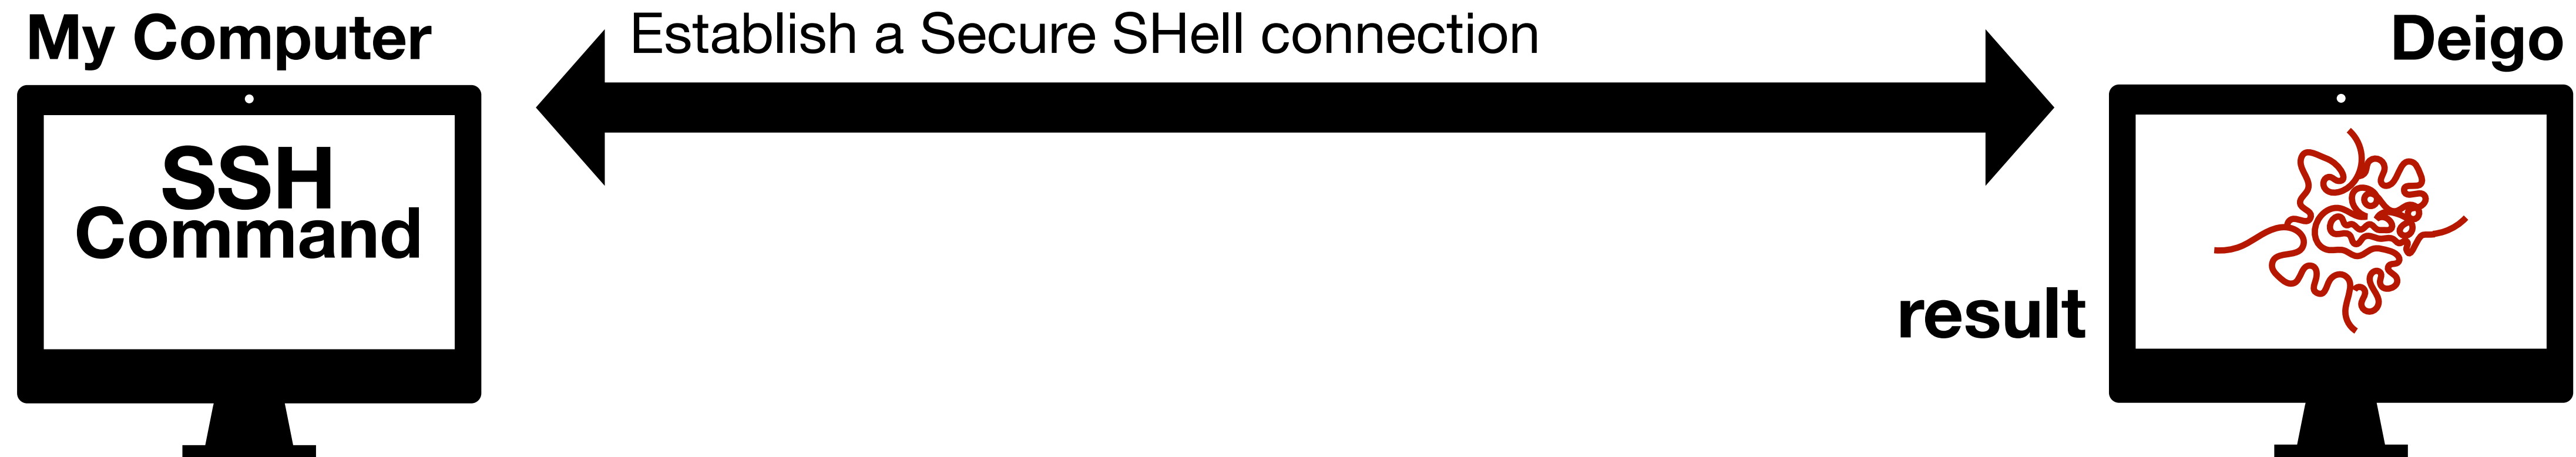 My Computer
Establish a Secure SHell connection
Deigo
SSH
Command
result